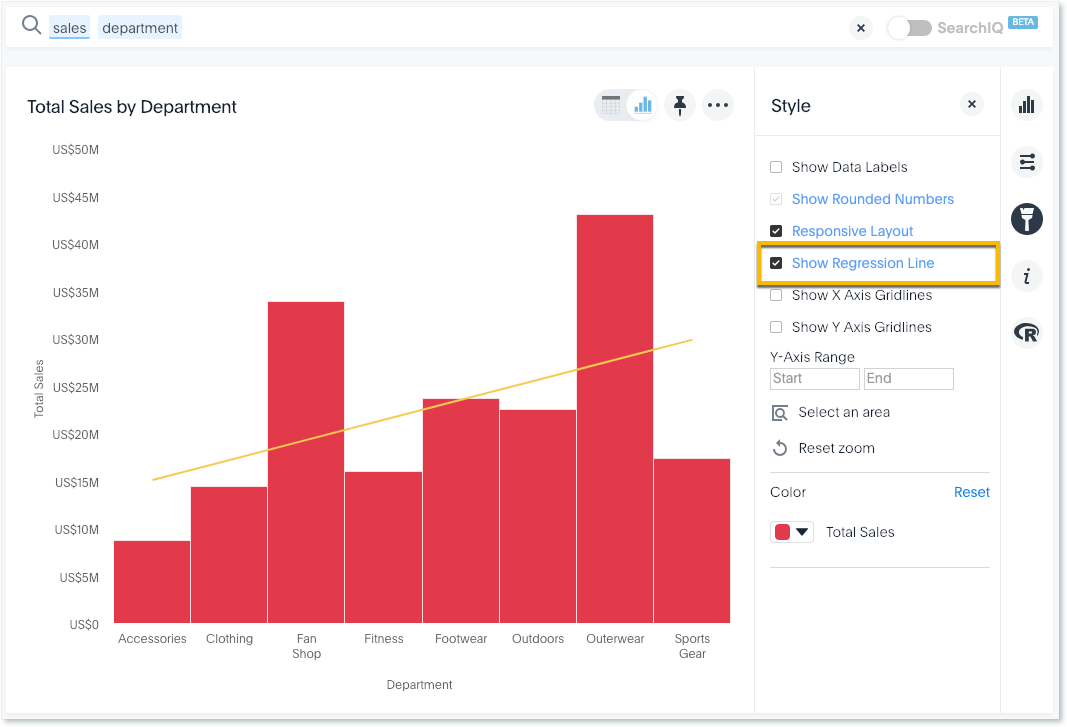 sales department
SearchIQ BETA
Total Sales by Department
US$50M
US$45M
US$40M
US$35M
US$30M
US$25M
US$20M
US$15M
US$10M
US$5M
US$0
Total Sales
Accessories Clothing Fan Shop Fitness Footwear Outdoors Outerwear Sports Gear
Department
Style
Show Data Labels
Show Rounded Numbers
Responsive Layout
Show Regression Line
Show X Axis Gridlines
Show Y Axis Gridlines
Y-Axis Range
Start End
Select an area
Reset zoom
Color Reset
Total Sales
i
R